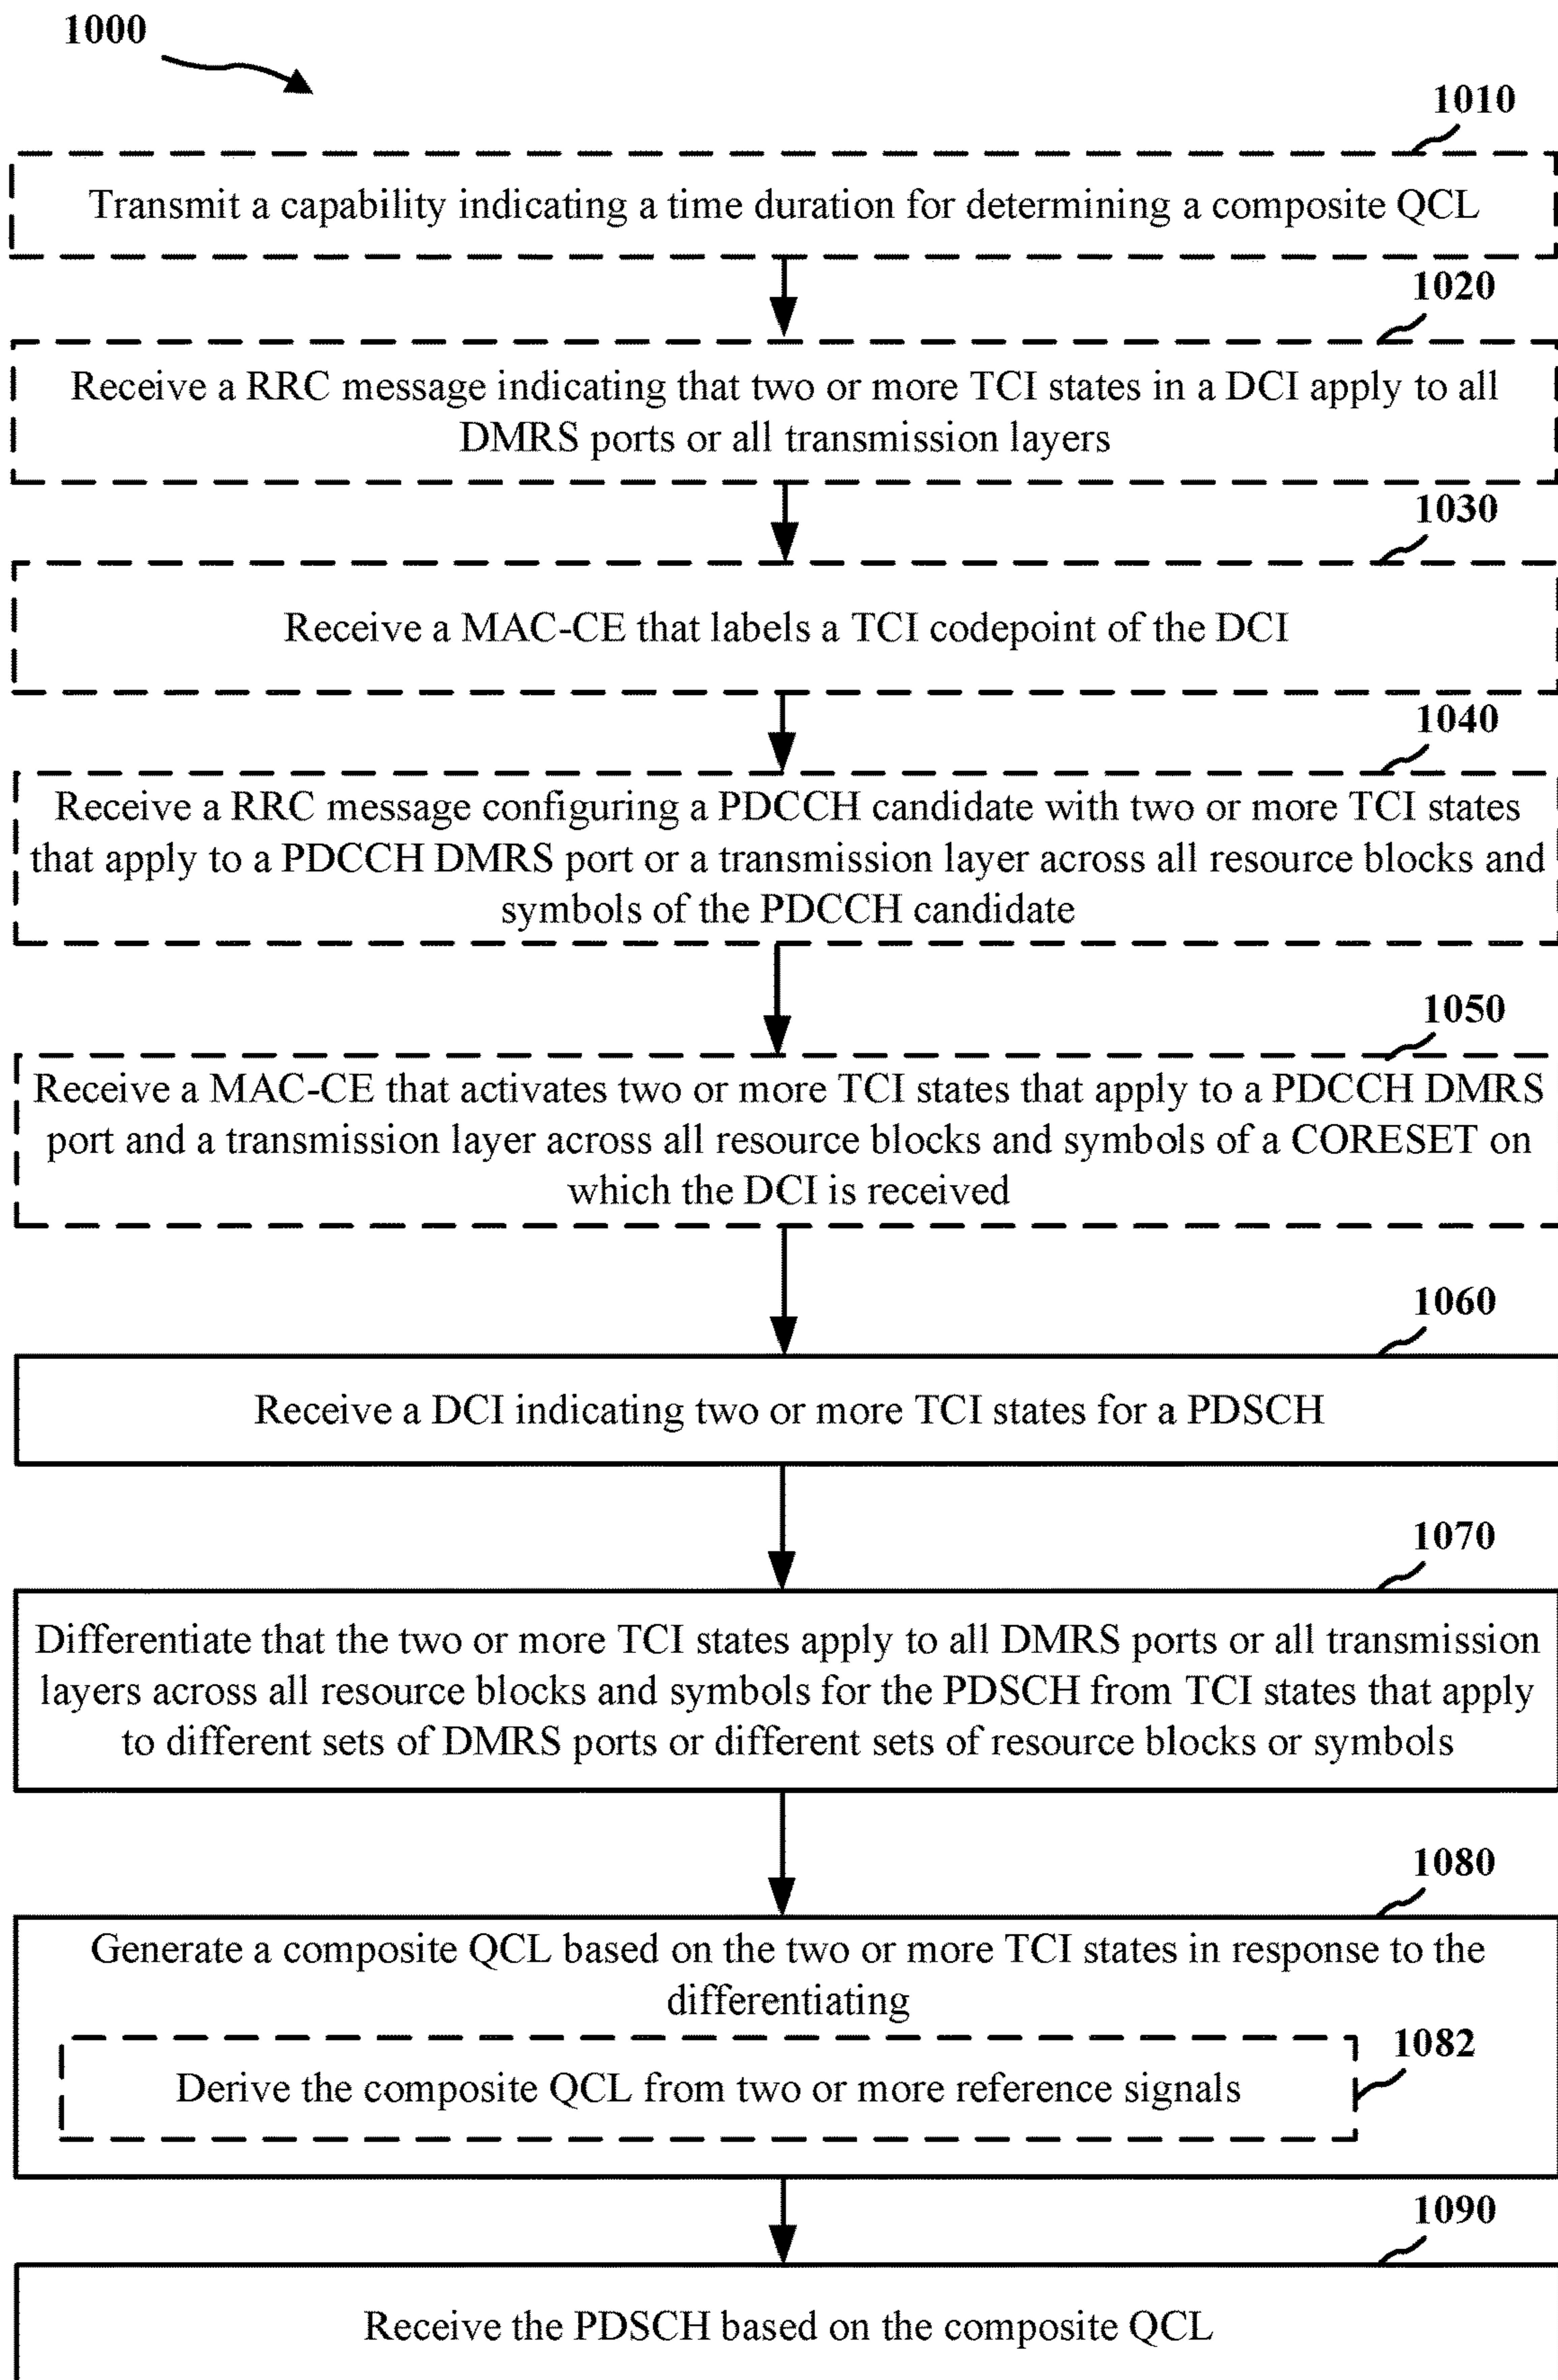 1000
1010
Transmit a capability indicating a time duration for determining a composite QCL
1020
Receive a RRC message indicating that two or more TCI states in a DCI apply to all
DMRS ports or all transmission layers
1030
Receive a MAC-CE that labels a TCI codepoint of the DCI
1040
Receive a RRC message configuring a PDCCH candidate with two or more TCI states
that apply to a PDCCH DMRS port or a transmission layer across all resource blocks and
symbols of the PDCCH candidate
1050
Receive a MAC-CE that activates two or more TCI states that apply to a PDCCH DMRS
port and a transmission layer across all resource blocks and symbols of a CORESET on
which the DCI is received
1060
Receive a DCI indicating two or more TCI states for a PDSCH
1070
Differentiate that the two or more TCI states apply to all DMRS ports or all transmission
layers across all resource blocks and symbols for the PDSCH from TCI states that apply
to different sets of DMRS ports or different sets of resource blocks or symbols
1080
Generate a composite QCL based on the two or more TCI states in response to the
differentiating
1082
Derive the composite QCL from two or more reference signals
1090
Receive the PDSCH based on the composite QCL